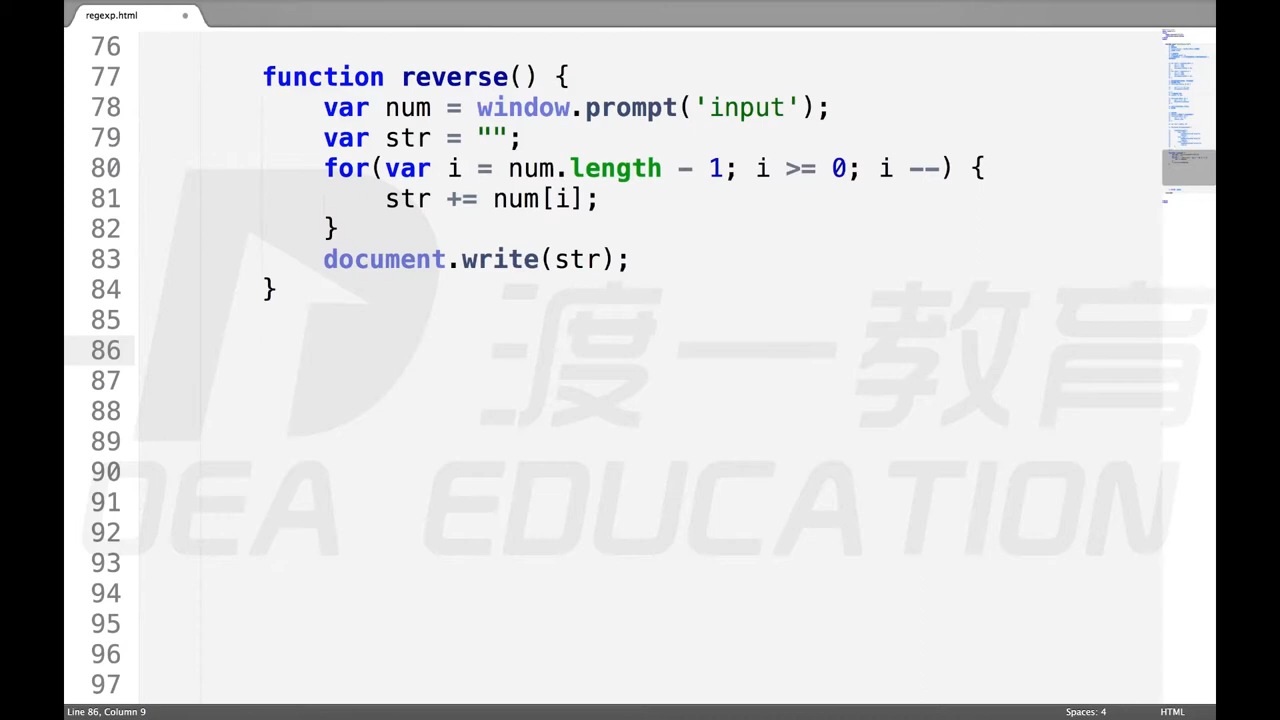 regexp.html
76
77 function reverse() {
78 var num = window.prompt('input');
79 var str = "";
80 for(var i = num.length - 1; i >= 0; i --) {
81 str += num[i];
82 }
83 document.write(str);
84 }
85
86
87
88
89
90
91
92
93
94
95
96
97
渡一教育
DEA EDUCATION
Line 86, Column 9
Spaces: 4
HTML